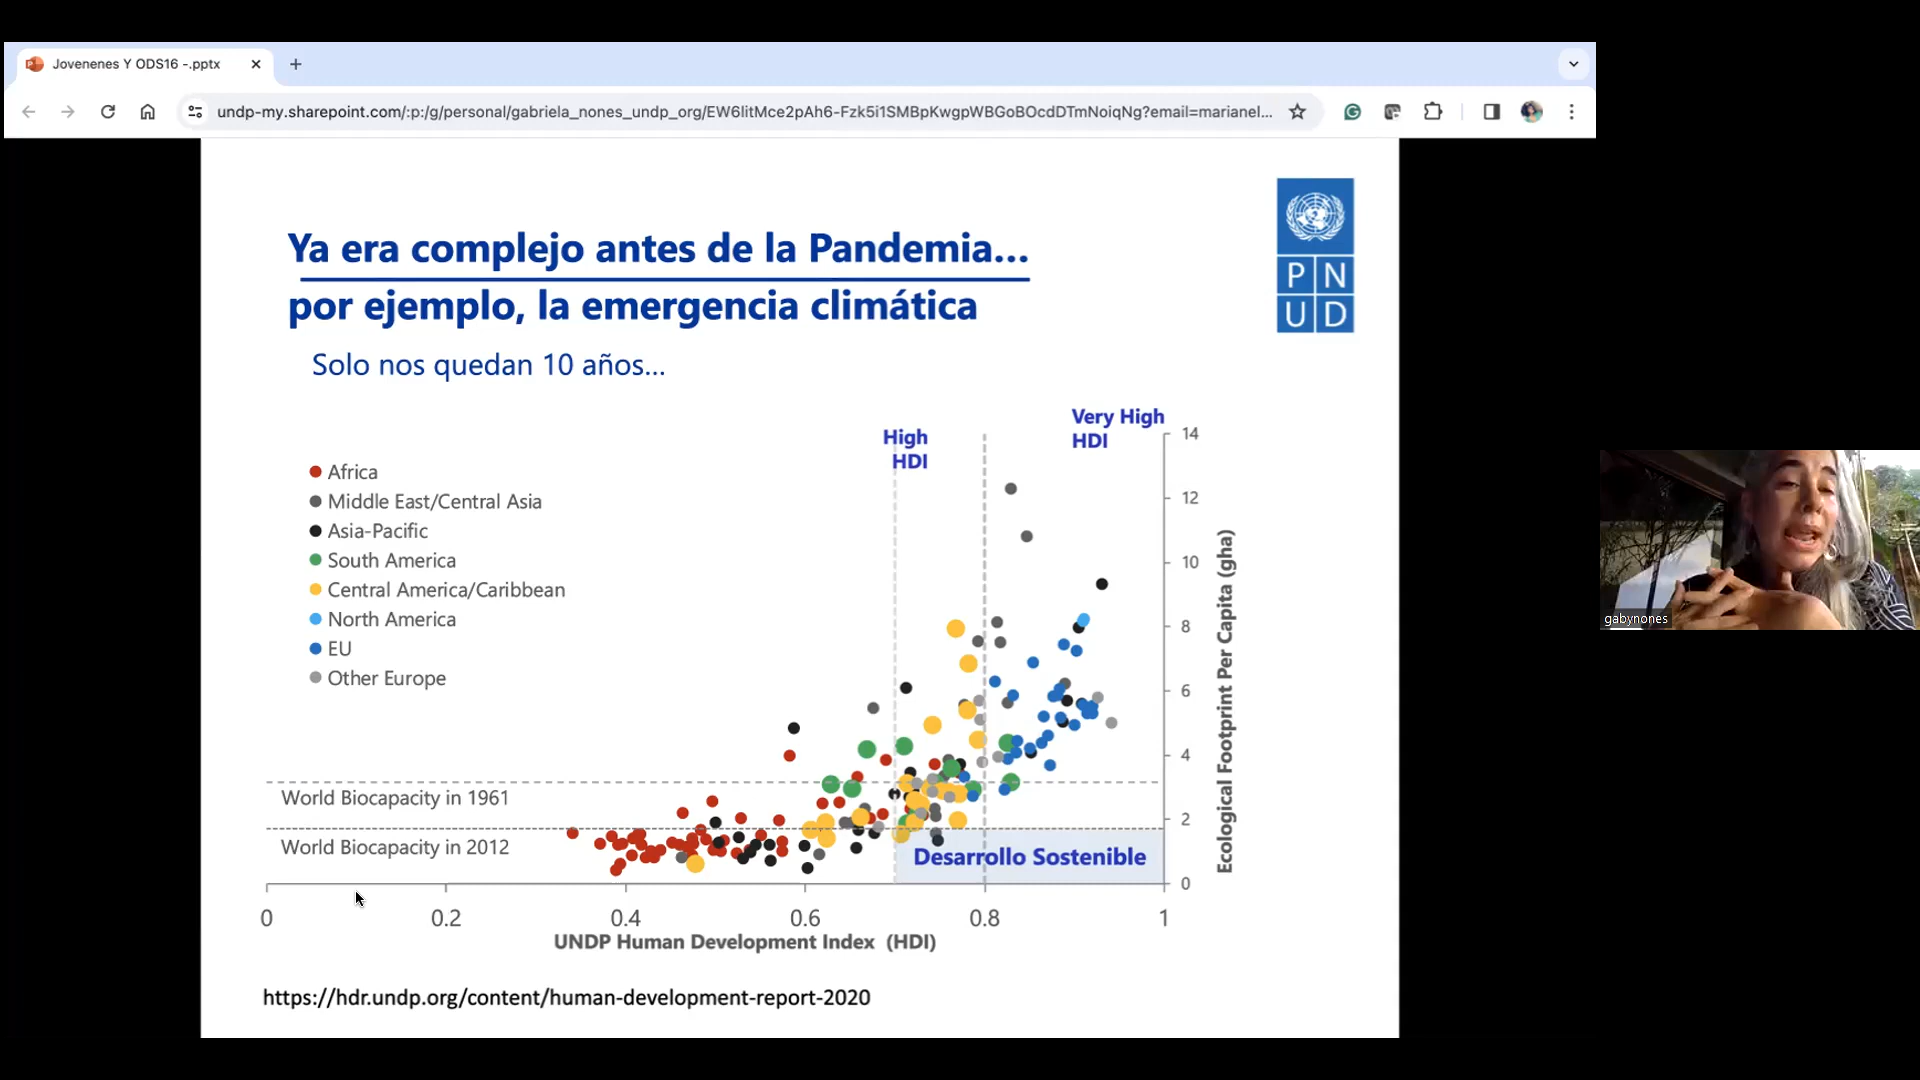 Jovenenes Y ODS16 -.pptx
undp-my.sharepoint.com/:p:/g/personal/gabriela_nones_undp_org/EW6litMce2pAh6-Fzk5i1SMBpKwgpWBGoBOcdDTmNoiqNg?email=marianel...
Ya era complejo antes de la Pandemia...
por ejemplo, la emergencia climática
Solo nos quedan 10 años...
P N
U D
High
HDI
Very High
HDI
Africa
Middle East/Central Asia
Asia-Pacific
South America
Central America/Caribbean
North America
EU
Other Europe
14
12
10
8
6
4
2
0
Ecological Footprint Per Capita (gha)
World Biocapacity in 1961
World Biocapacity in 2012
Desarrollo Sostenible
0 0.2 0.4 0.6 0.8 1
UNDP Human Development Index (HDI)
https://hdr.undp.org/content/human-development-report-2020
gabynones